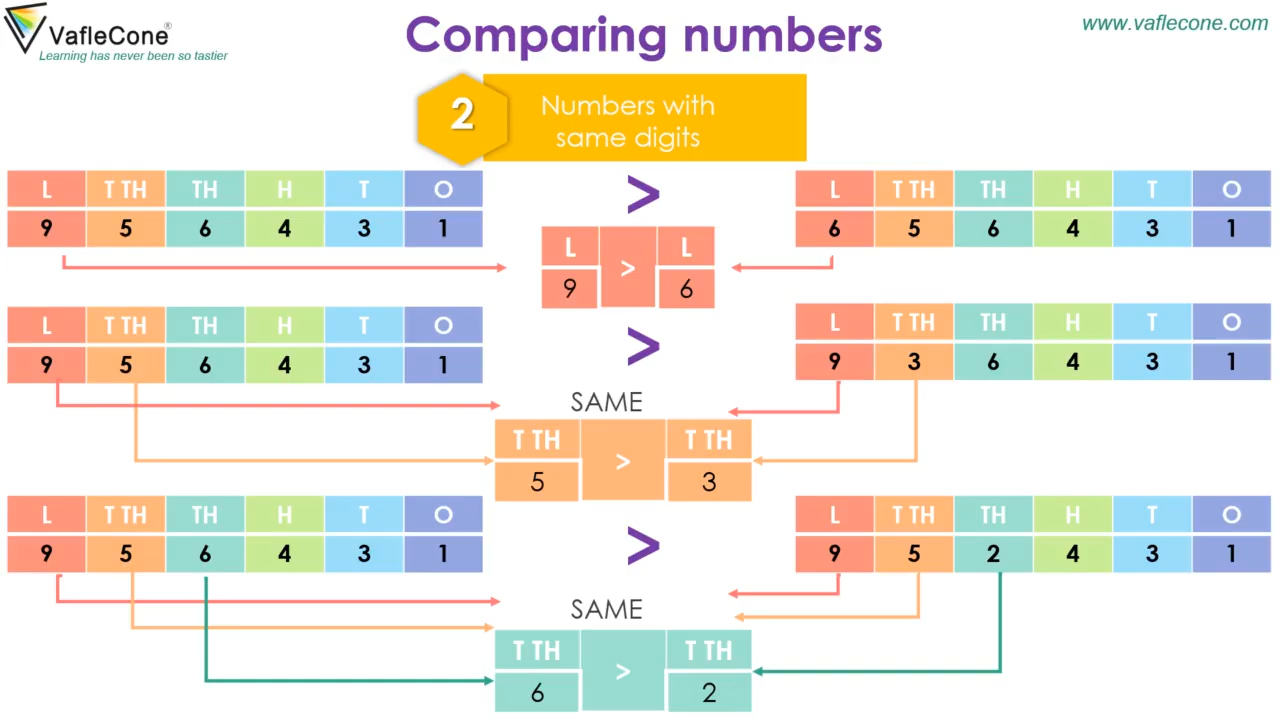 VafleCone®
Learning has never been so tastier
Comparing numbers
www.vaflecone.com
2
Numbers with
same digits
L T TH TH H T O
9 5 6 4 3 1
>
L T TH TH H T O
6 5 6 4 3 1
L > L
9 6
L T TH TH H T O
9 5 6 4 3 1
>
L T TH TH H T O
9 3 6 4 3 1
SAME
T TH > T TH
5 3
L T TH TH H T O
9 5 6 4 3 1
>
L T TH TH H T O
9 5 2 4 3 1
SAME
T TH > T TH
6 2